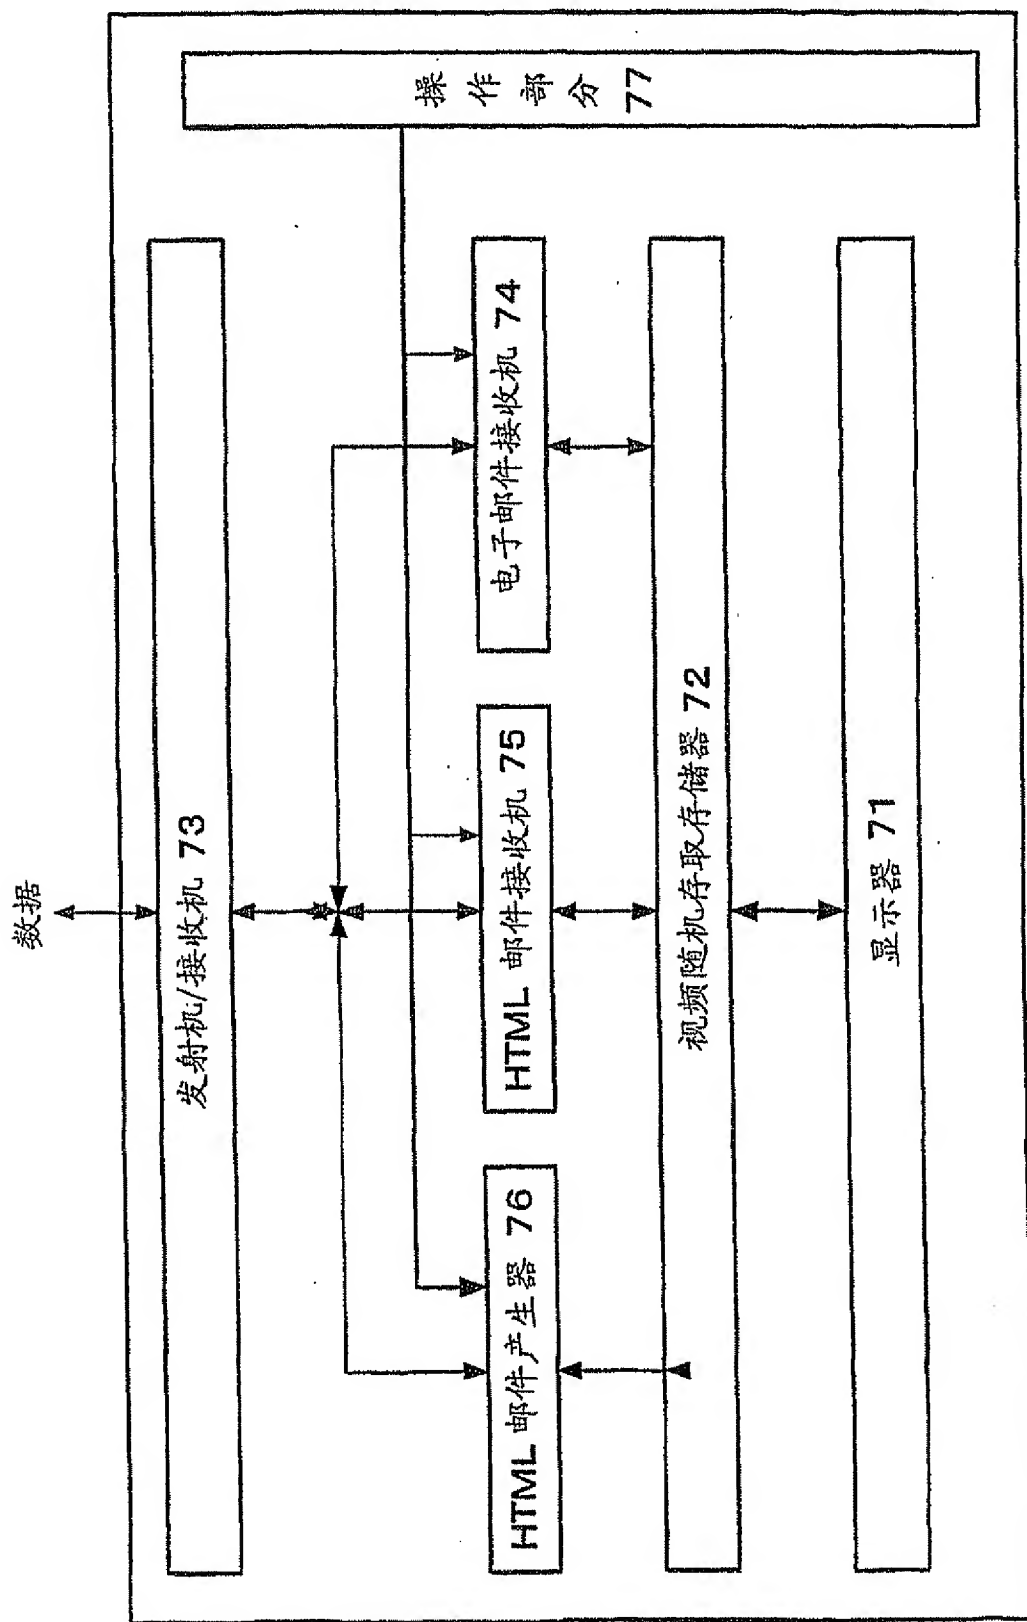 数据
发射机/接收机 73
HTML 邮件产生器 76
HTML 邮件接收机 75
电子邮件接收机 74
视频随机存取存储器 72
显示器 71
操作部分 77